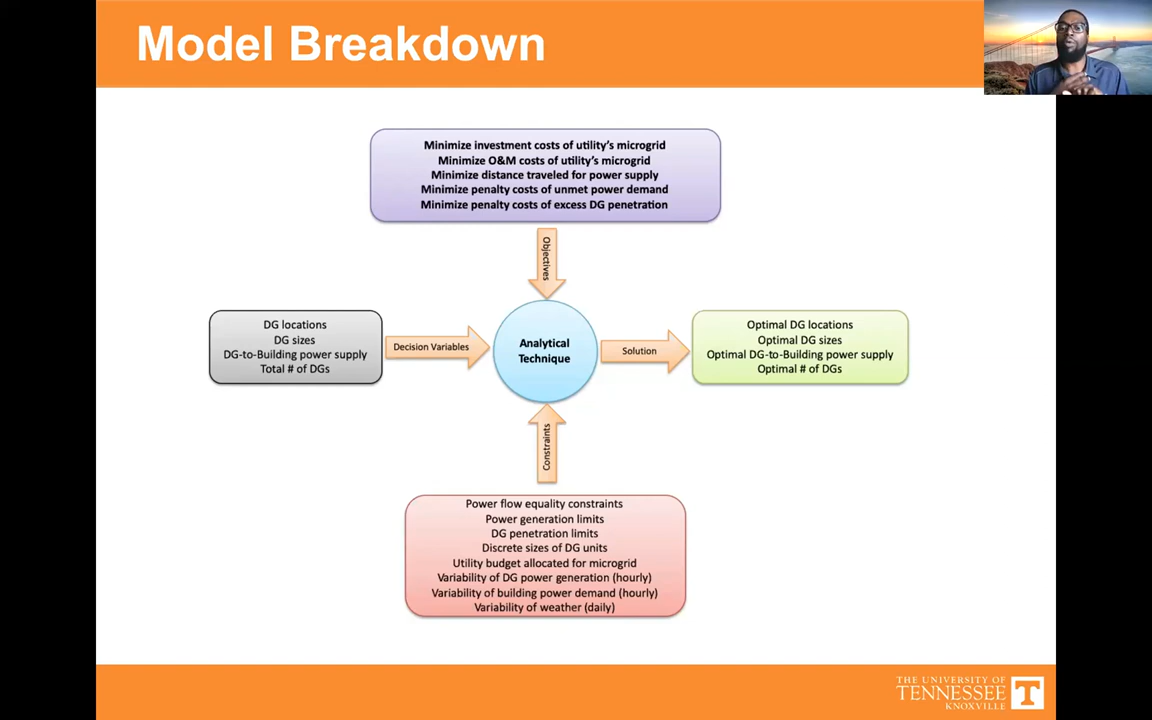 Model Breakdown
Minimize investment costs of utility's microgrid
Minimize O&M costs of utility's microgrid
Minimize distance traveled for power supply
Minimize penalty costs of unmet power demand
Minimize penalty costs of excess DG penetration
Objectives
DG locations
DG sizes
DG-to-Building power supply
Total # of DGs
Decision Variables
Analytical
Technique
Solution
Optimal DG locations
Optimal DG sizes
Optimal DG-to-Building power supply
Optimal # of DGs
Constraints
Power flow equality constraints
Power generation limits
DG penetration limits
Discrete sizes of DG units
Utility budget allocated for microgrid
Variability of DG power generation (hourly)
Variability of building power demand (hourly)
Variability of weather (daily)
THE UNIVERSITY OF
TENNESSEE
KNOXVILLE
T